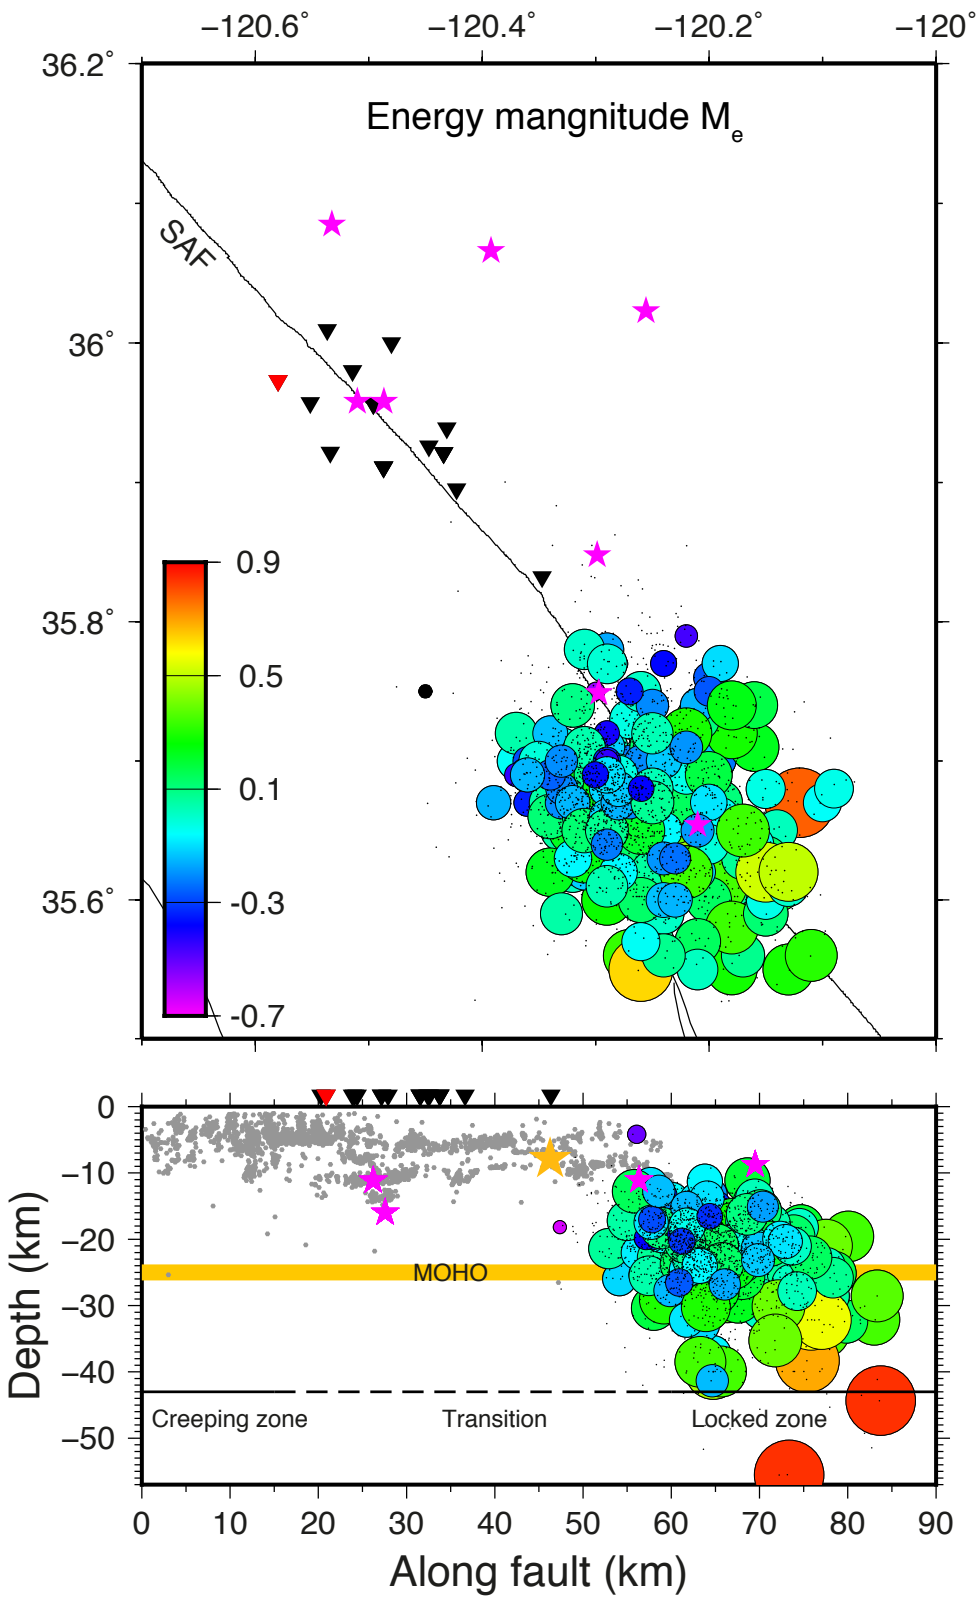 −120.6˚ −120.4˚ −120.2˚ −120˚
36.2˚
Energy mangnitude Me
SAF
36˚
0.9
35.8˚
0.5
0.1
35.6˚
-0.3
-0.7
0
−10
−20
MOHO
−30
−40
Creeping zone Transition Locked zone
−50
Depth (km)
0 10 20 30 40 50 60 70 80 90
Along fault (km)